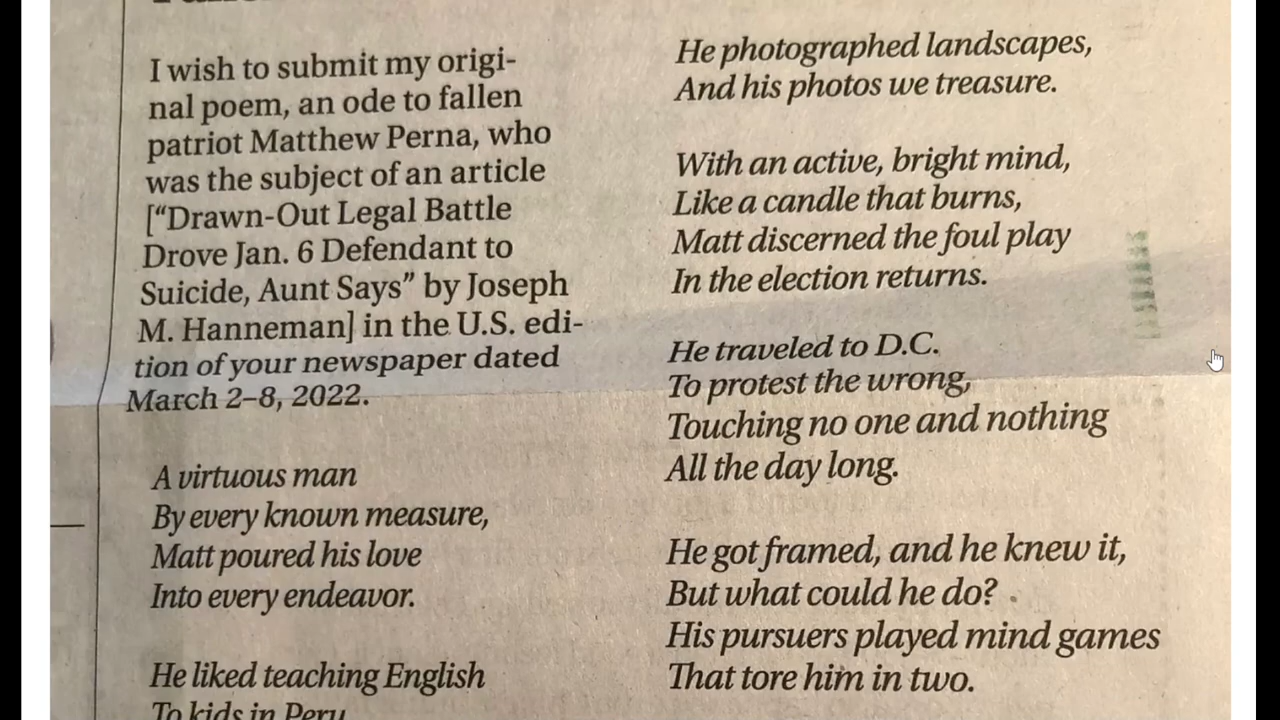 I wish to submit my origi-
nal poem, an ode to fallen
patriot Matthew Perna, who
was the subject of an article
[“Drawn-Out Legal Battle
Drove Jan. 6 Defendant to
Suicide, Aunt Says” by Joseph
M. Hanneman] in the U.S. edi-
tion of your newspaper dated
March 2–8, 2022.
A virtuous man
By every known measure,
Matt poured his love
Into every endeavor.
He liked teaching English
To kids in Peru
He photographed landscapes,
And his photos we treasure.
With an active, bright mind,
Like a candle that burns,
Matt discerned the foul play
In the election returns.
He traveled to D.C.
To protest the wrong,
Touching no one and nothing
All the day long.
He got framed, and he knew it,
But what could he do?
His pursuers played mind games
That tore him in two.